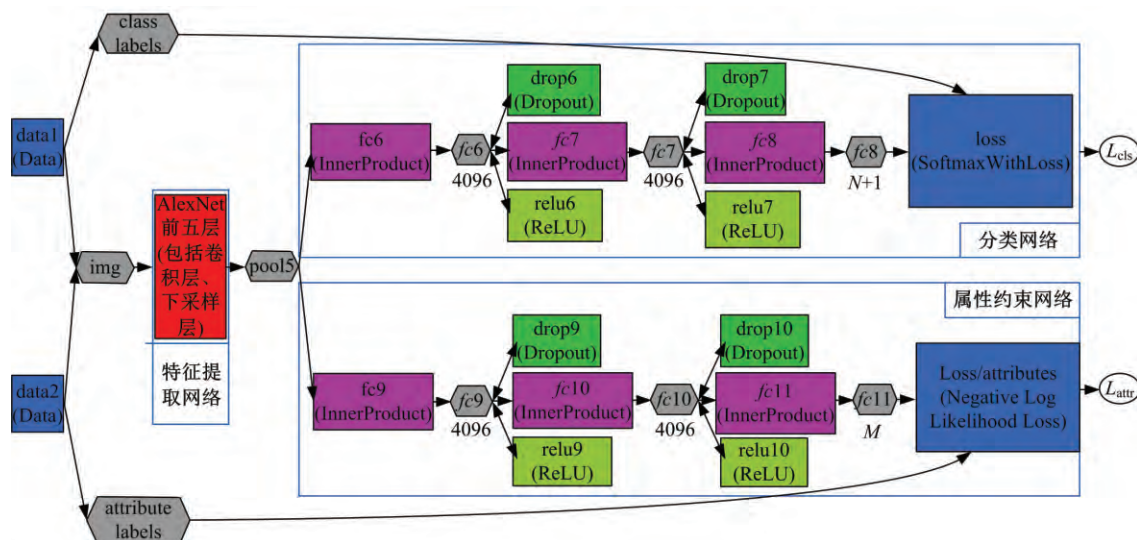 class
labels
data1
(Data)
img
AlexNet
前五层
(包括卷
积层、
下采样
层)
特征提
取网络
pool5
data2
(Data)
attribute
labels
fc6
(InnerProduct)
fc6
4096
drop6
(Dropout)
fc7
(InnerProduct)
relu6
(ReLU)
fc7
4096
drop7
(Dropout)
fc8
(InnerProduct)
relu7
(ReLU)
fc8
N+1
loss
(SoftmaxWithLoss)
分类网络
Lcls
属性约束网络
fc9
(InnerProduct)
fc9
4096
drop9
(Dropout)
fc10
(InnerProduct)
relu9
(ReLU)
fc10
4096
drop10
(Dropout)
fc11
(InnerProduct)
relu10
(ReLU)
fc11
M
Loss/attributes
(Negative Log
Likelihood Loss)
Lattr